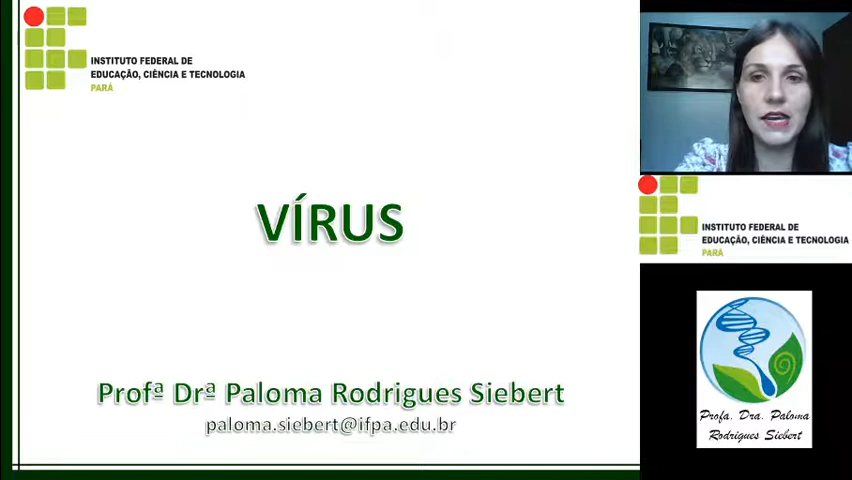 INSTITUTO FEDERAL DE
EDUCAÇÃO, CIÊNCIA E TECNOLOGIA
PARÁ
VÍRUS
Profª Drª Paloma Rodrigues Siebert
paloma.siebert@ifpa.edu.br
INSTITUTO FEDERAL DE
EDUCAÇÃO, CIÊNCIA E TECNOLOGIA
PARÁ
Profa. Dra. Paloma
Rodrigues Siebert